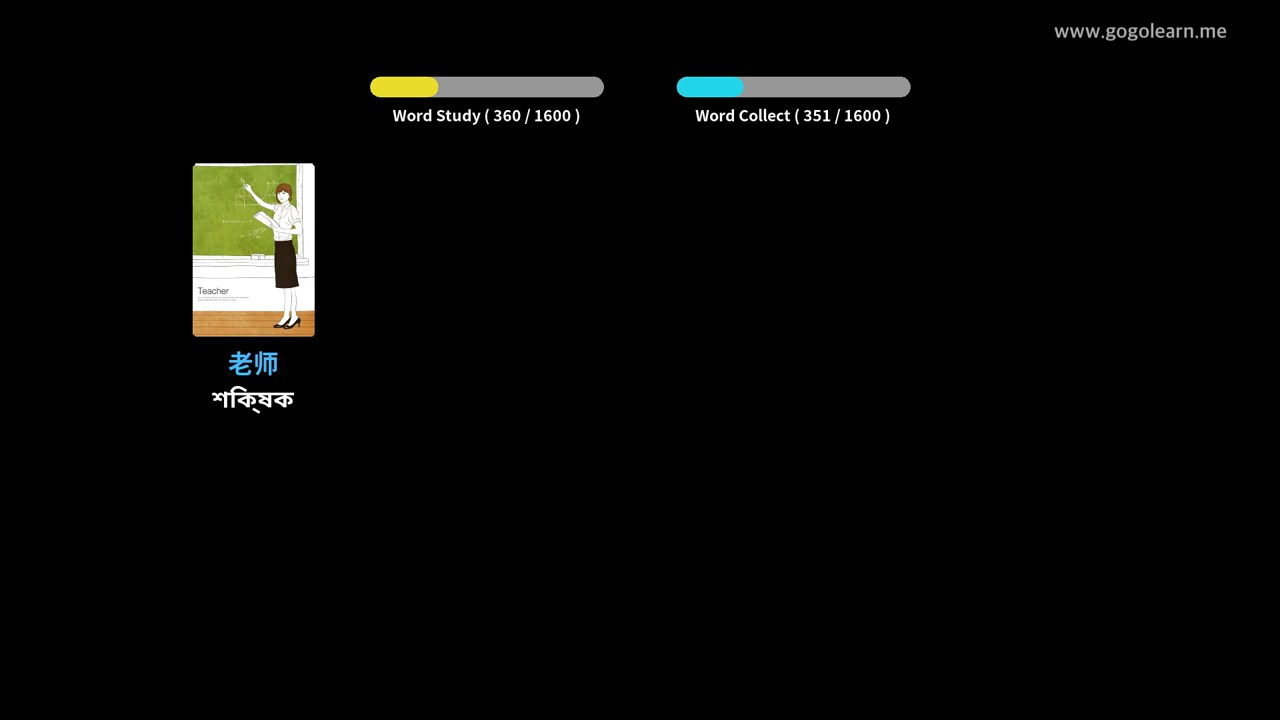 www.gogolearn.me
Word Study ( 360 / 1600 )
Word Collect ( 351 / 1600 )
Teacher
老师
শকি্ষক